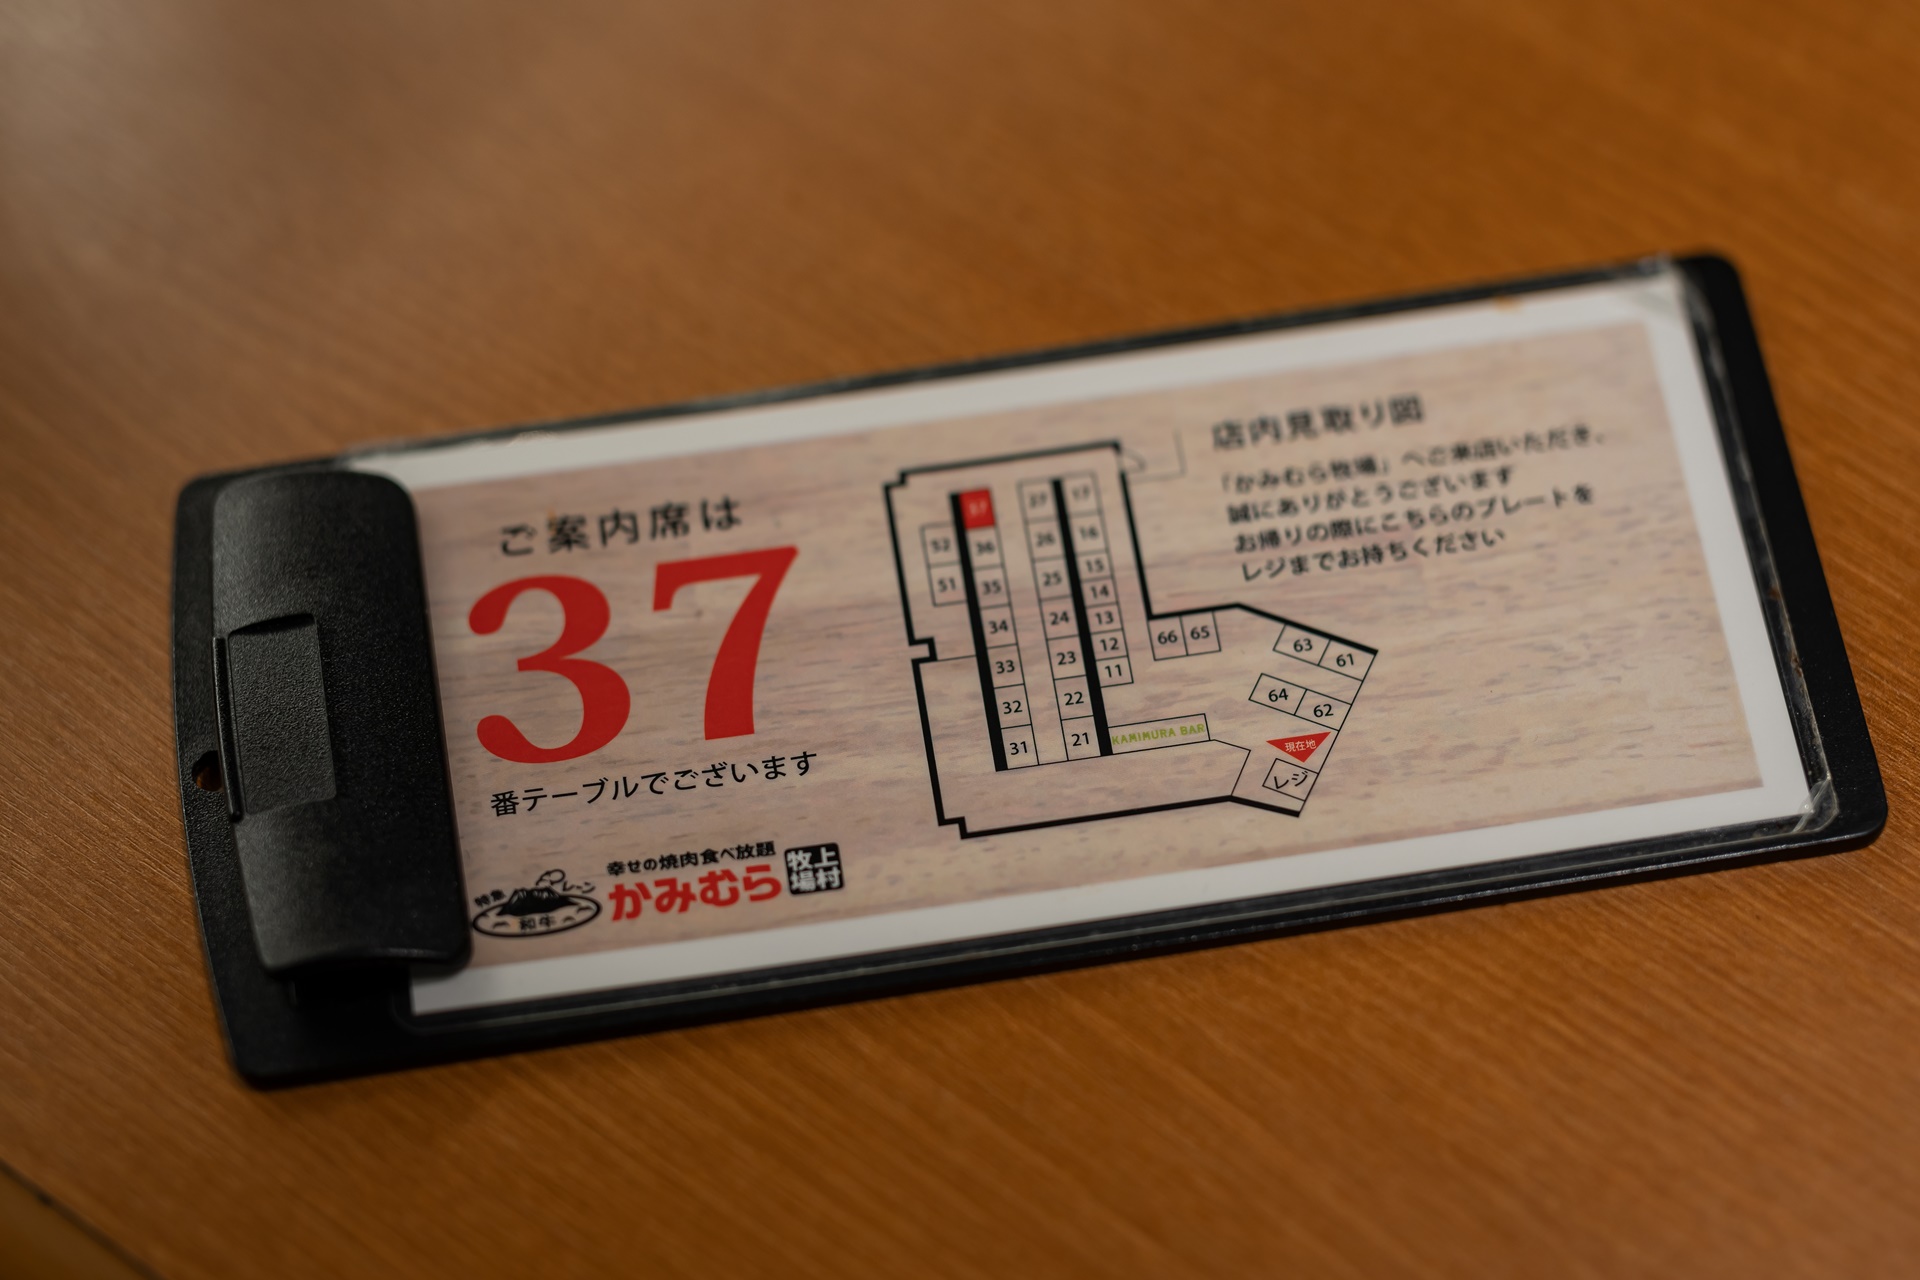 ご案内席は
37
番テーブルでございます
特集
和牛
幸せの焼肉食べ放題
かみむら
上村
牧場
店内見取り図
「かみむら牧場」へご来店いただき、
誠にありがとうございます
お帰りの際にこちらのプレートを
レジまでお持ちください
37
36
35
34
33
32
31
52
51
27
26
25
24
23
22
21
17
16
15
14
13
12
11
KAMIMURA BAR
66 65
63 61
64 62
現在地
レジ